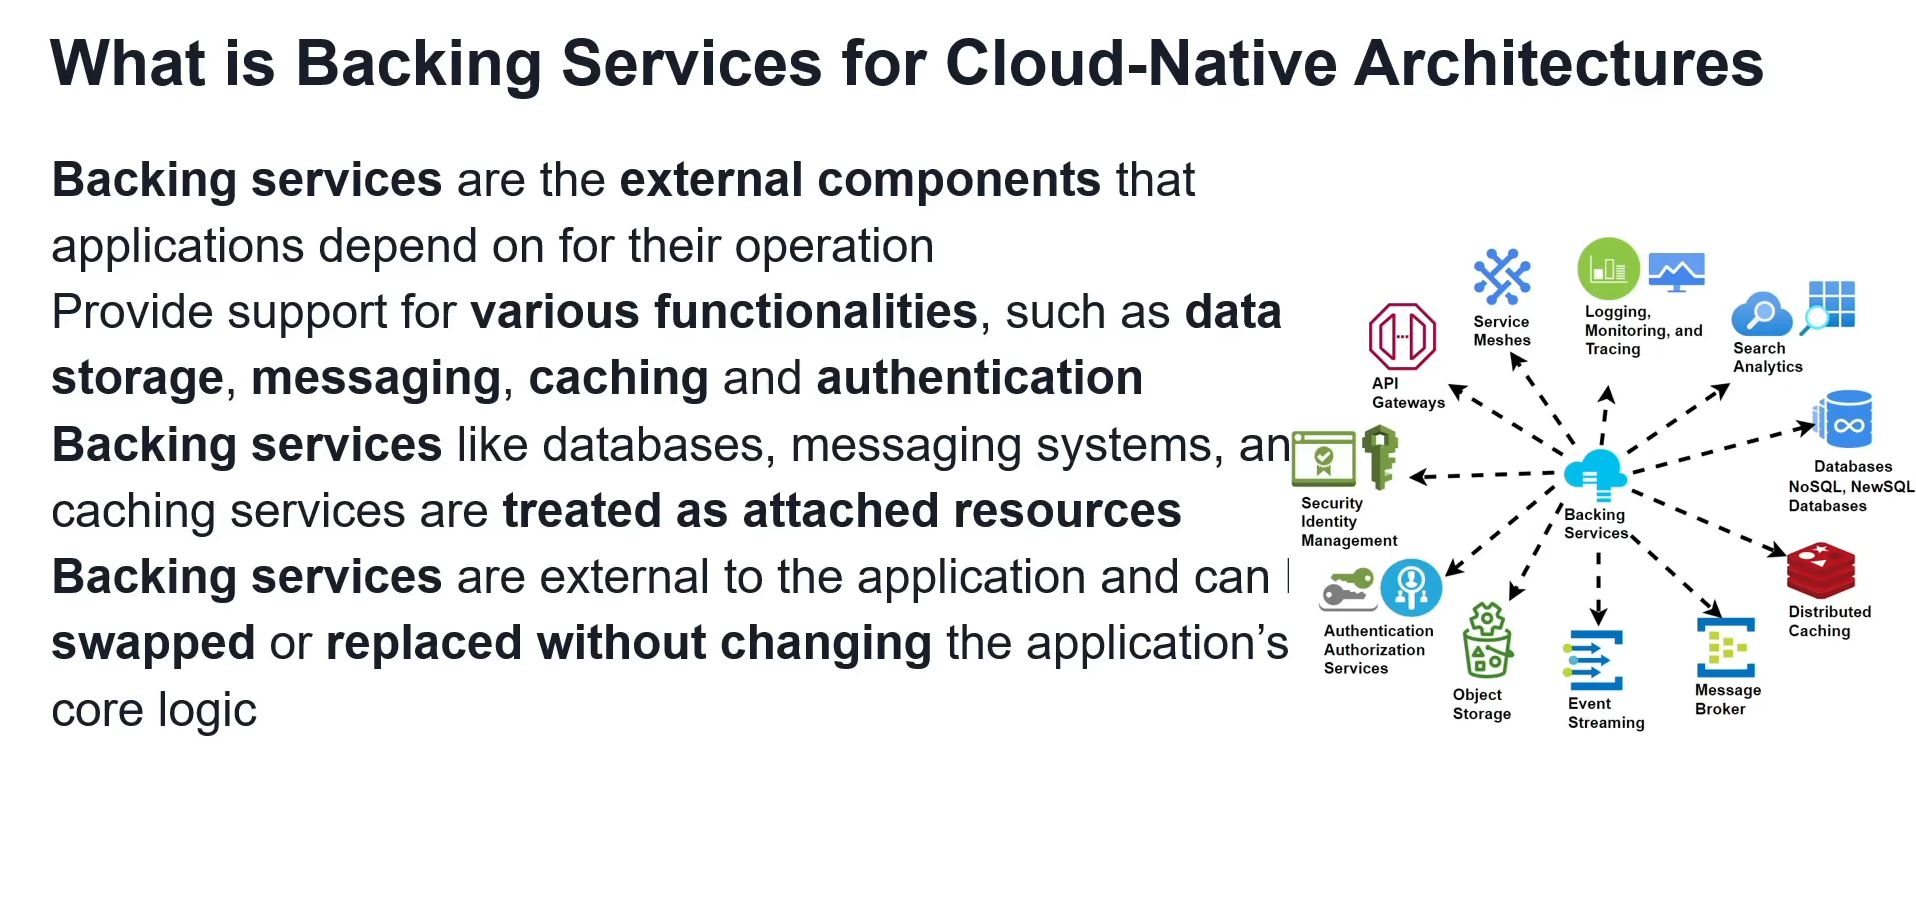 What is Backing Services for Cloud-Native Architectures
Backing services are the external components that
applications depend on for their operation
Provide support for various functionalities, such as data
storage, messaging, caching and authentication
Backing services like databases, messaging systems, an
caching services are treated as attached resources
Backing services are external to the application and can
swapped or replaced without changing the application’s
core logic
Service
Meshes
Logging,
Monitoring, and
Tracing
Search
Analytics
API
Gateways
Databases
NoSQL, NewSQL
Databases
Security
Identity
Management
Backing
Services
Distributed
Caching
Authentication
Authorization
Services
Object
Storage
Event
Streaming
Message
Broker